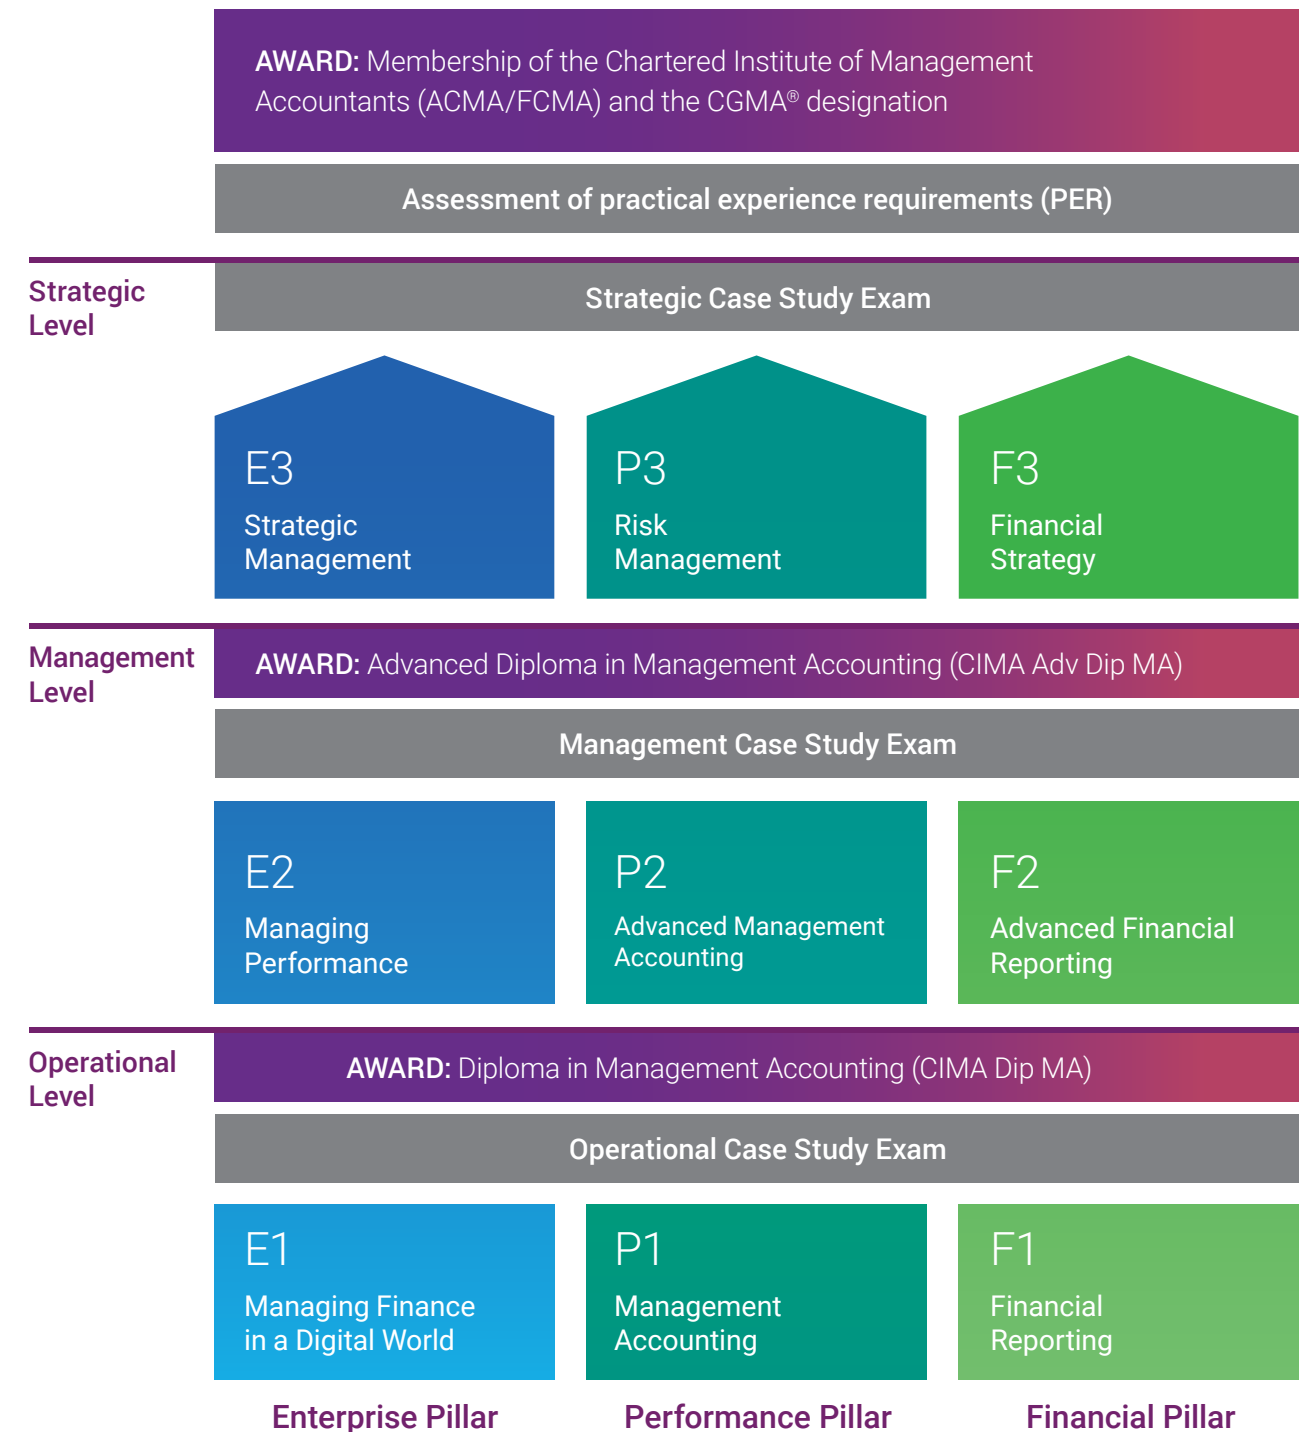 AWARD: Membership of the Chartered Institute of Management
Accountants (ACMA/FCMA) and the CGMA® designation
Assessment of practical experience requirements (PER)
Strategic
Level
Strategic Case Study Exam
E3
Strategic
Management
P3
Risk
Management
F3
Financial
Strategy
Management
Level
AWARD: Advanced Diploma in Management Accounting (CIMA Adv Dip MA)
Management Case Study Exam
E2
Managing
Performance
P2
Advanced Management
Accounting
F2
Advanced Financial
Reporting
Operational
Level
AWARD: Diploma in Management Accounting (CIMA Dip MA)
Operational Case Study Exam
E1
Managing Finance
in a Digital World
P1
Management
Accounting
F1
Financial
Reporting
Enterprise Pillar
Performance Pillar
Financial Pillar